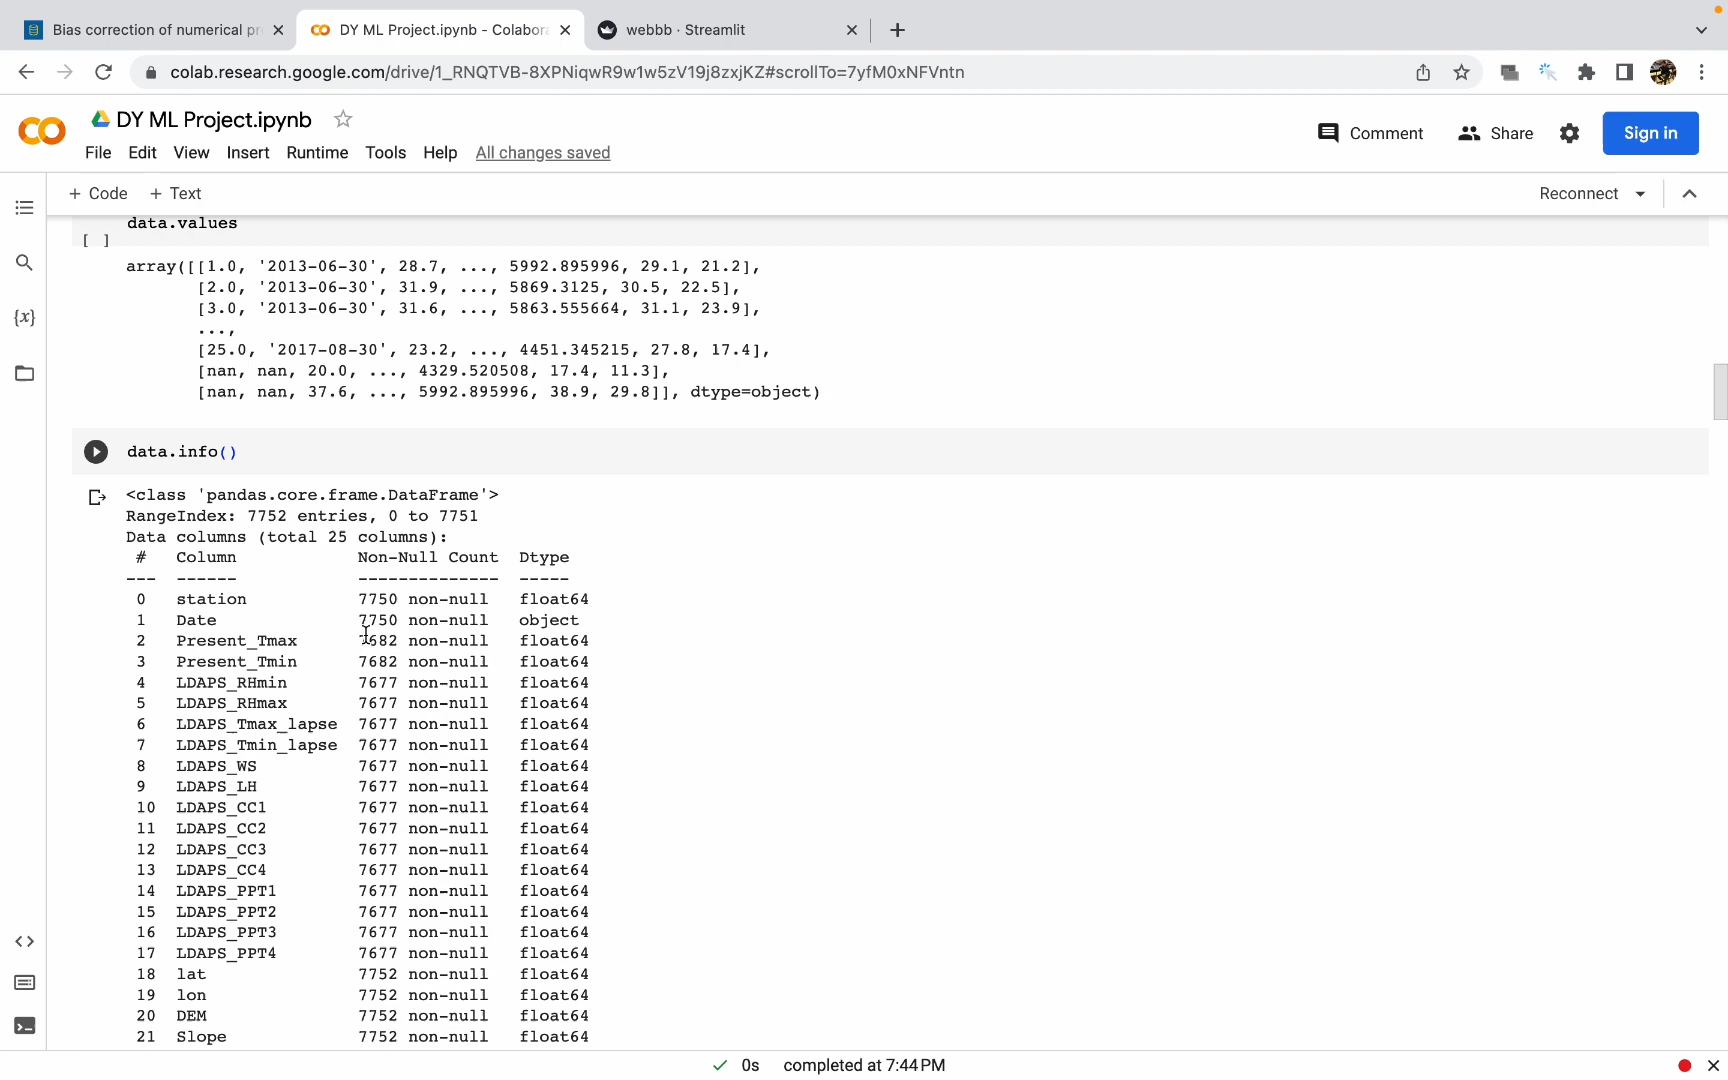 Bias correction of numerical pr
DY ML Project.ipynb - Colabora
webbb · Streamlit
colab.research.google.com/drive/1_RNQTVB-8XPNiqwR9w1w5zV19j8zxjKZ#scrollTo=7yfM0xNFVntn
DY ML Project.ipynb
Comment Share Sign in
File Edit View Insert Runtime Tools Help All changes saved
+ Code + Text Reconnect
data.values
[ ]
{x}
array([[1.0, '2013-06-30', 28.7, ..., 5992.895996, 29.1, 21.2],
[2.0, '2013-06-30', 31.9, ..., 5869.3125, 30.5, 22.5],
[3.0, '2013-06-30', 31.6, ..., 5863.555664, 31.1, 23.9],
...,
[25.0, '2017-08-30', 23.2, ..., 4451.345215, 27.8, 17.4],
[nan, nan, 20.0, ..., 4329.520508, 17.4, 11.3],
[nan, nan, 37.6, ..., 5992.895996, 38.9, 29.8]], dtype=object)
data.info()
<class 'pandas.core.frame.DataFrame'>
RangeIndex: 7752 entries, 0 to 7751
Data columns (total 25 columns):
# Column Non-Null Count Dtype
--- ------ -------------- -----
0 station 7750 non-null float64
1 Date 7750 non-null object
2 Present_Tmax 7682 non-null float64
3 Present_Tmin 7682 non-null float64
4 LDAPS_RHmin 7677 non-null float64
5 LDAPS_RHmax 7677 non-null float64
6 LDAPS_Tmax_lapse 7677 non-null float64
7 LDAPS_Tmin_lapse 7677 non-null float64
8 LDAPS_WS 7677 non-null float64
9 LDAPS_LH 7677 non-null float64
10 LDAPS_CC1 7677 non-null float64
11 LDAPS_CC2 7677 non-null float64
12 LDAPS_CC3 7677 non-null float64
13 LDAPS_CC4 7677 non-null float64
14 LDAPS_PPT1 7677 non-null float64
15 LDAPS_PPT2 7677 non-null float64
16 LDAPS_PPT3 7677 non-null float64
17 LDAPS_PPT4 7677 non-null float64
18 lat 7752 non-null float64
19 lon 7752 non-null float64
20 DEM 7752 non-null float64
21 Slope 7752 non-null float64
0s completed at 7:44 PM